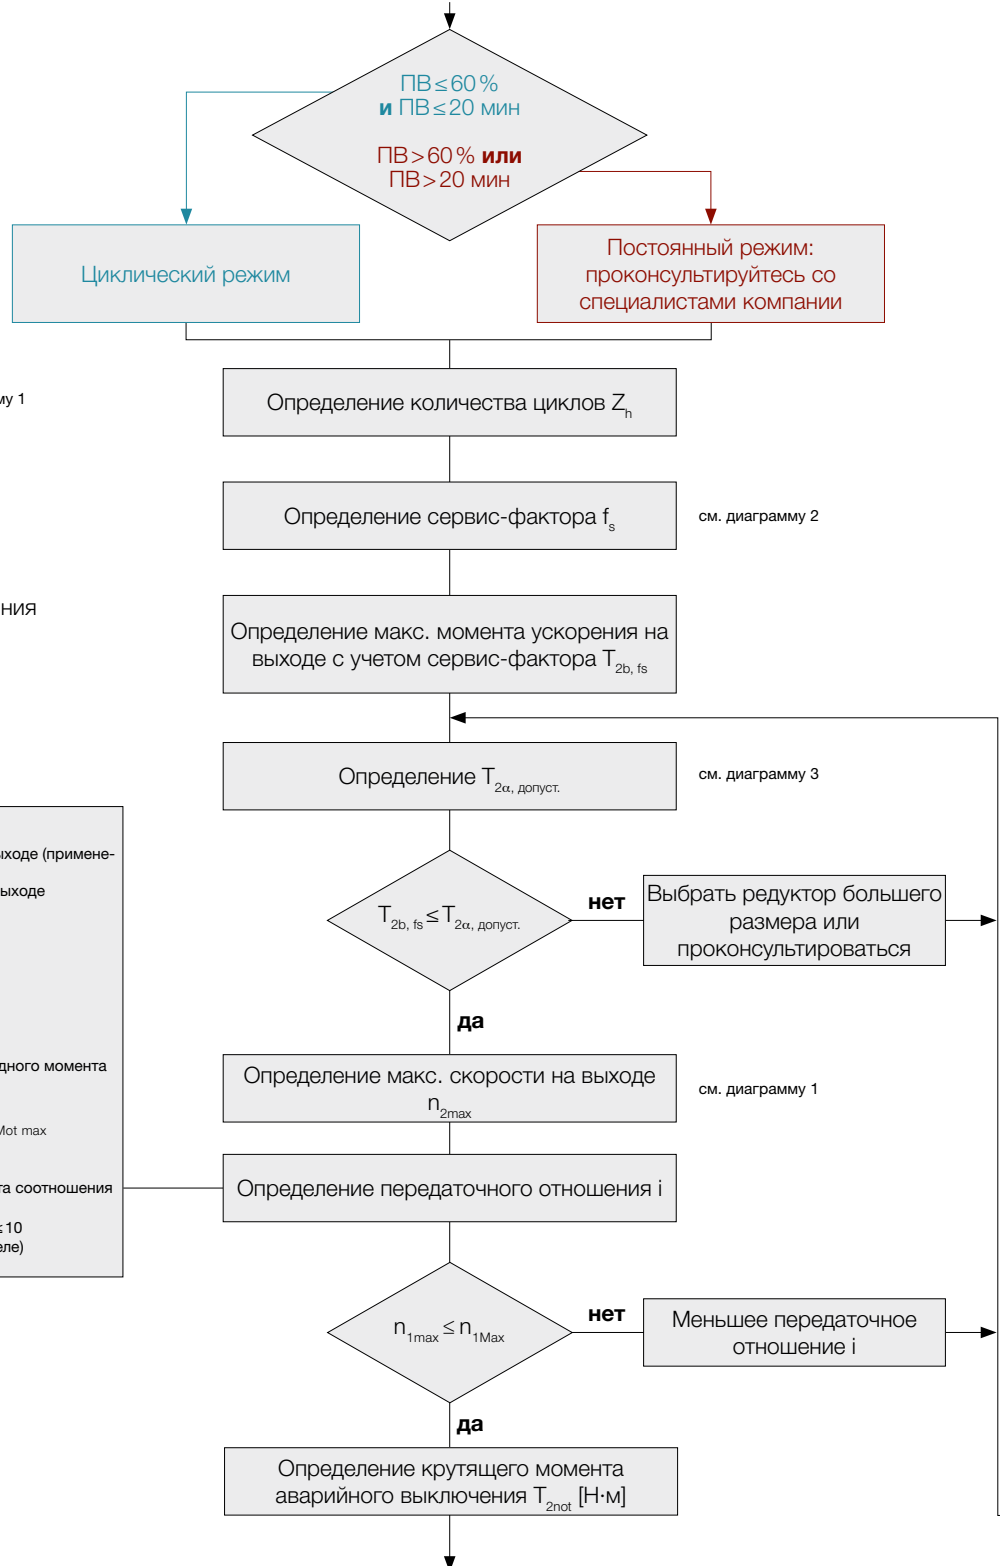 ПВ≤60%
и ПВ≤20 мин
ПВ>60% или
ПВ>20 мин
Циклический режим
Постоянный режим:
проконсультируйтесь со
специалистами компании
му 1
Определение количества циклов Zh
Определение сервис-фактора fs
см. диаграмму 2
НИЯ
Определение макс. момента ускорения на
выходе с учетом сервис-фактора T2b, fs
Определение T2α, допуст.
см. диаграмму 3
ыходе (примене-
ыходе
дного момента
Mot max
та соотношения
≤10
еле)
T2b, fs ≤ T2α, допуст.
нет
Выбрать редуктор большего
размера или
проконсультироваться
да
Определение макс. скорости на выходе
n2max
см. диаграмму 1
Определение передаточного отношения i
n1max ≤ n1Max
нет
Меньшее передаточное
отношение i
да
Определение крутящего момента
аварийного выключения T2not [Н·м]